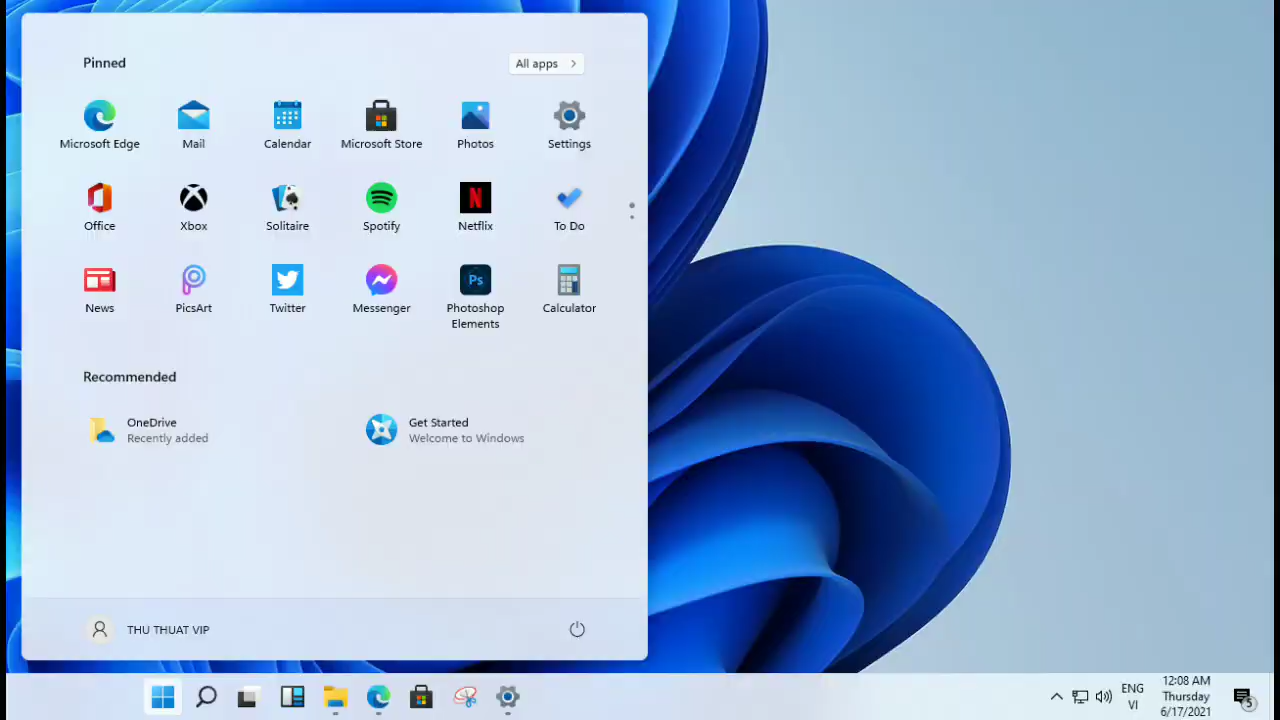 Pinned
All apps
Microsoft Edge
Mail
Calendar
Microsoft Store
Photos
Settings
Office
Xbox
Solitaire
Spotify
Netflix
To Do
News
PicsArt
Twitter
Messenger
Ps
Photoshop
Elements
Calculator
Recommended
OneDrive
Recently added
Get Started
Welcome to Windows
THU THUAT VIP
ENG
VI
12:08 AM
Thursday
6/17/2021
5